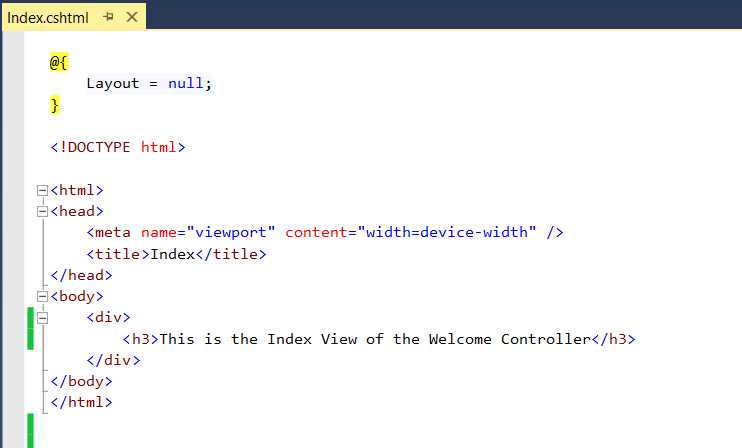 Index.cshtml
@{
    Layout = null;
}
<!DOCTYPE html>
<html>
<head>
    <meta name="viewport" content="width=device-width" />
    <title>Index</title>
</head>
<body>
    <div>
        <h3>This is the Index View of the Welcome Controller</h3>
    </div>
</body>
</html>